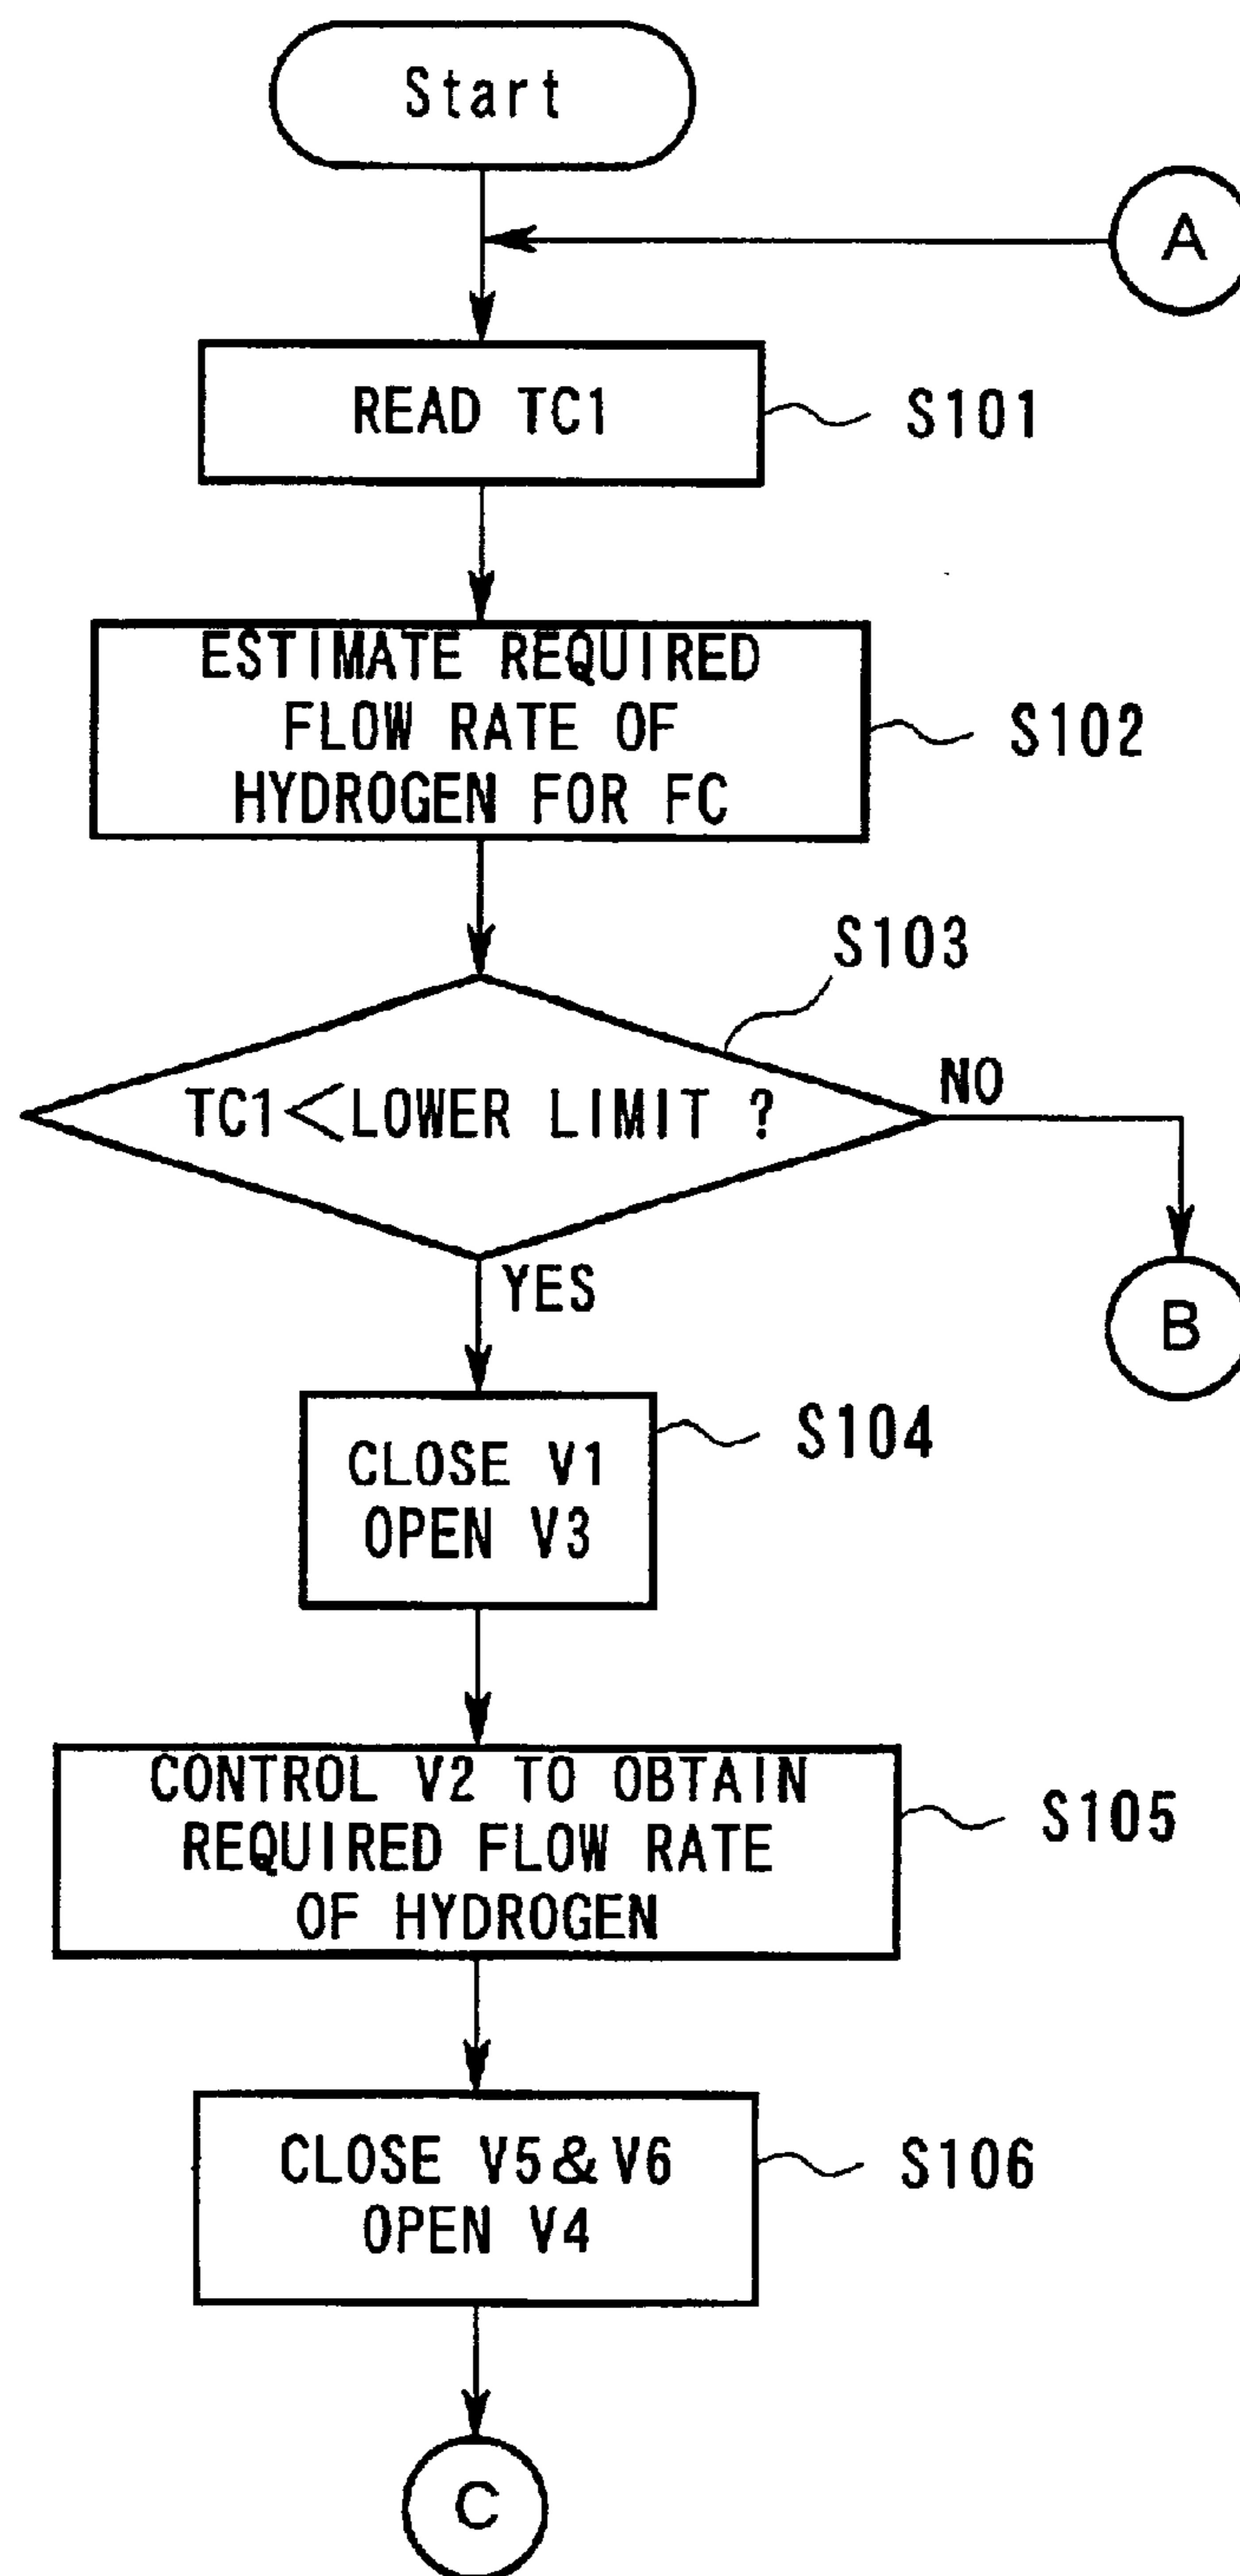 Start
A
READ TC1
S101
ESTIMATE REQUIRED
FLOW RATE OF
HYDROGEN FOR FC
S102
S103
TC1<LOWER LIMIT ?
NO
YES
B
CLOSE V1
OPEN V3
S104
CONTROL V2 TO OBTAIN
REQUIRED FLOW RATE
OF HYDROGEN
S105
CLOSE V5&V6
OPEN V4
S106
C